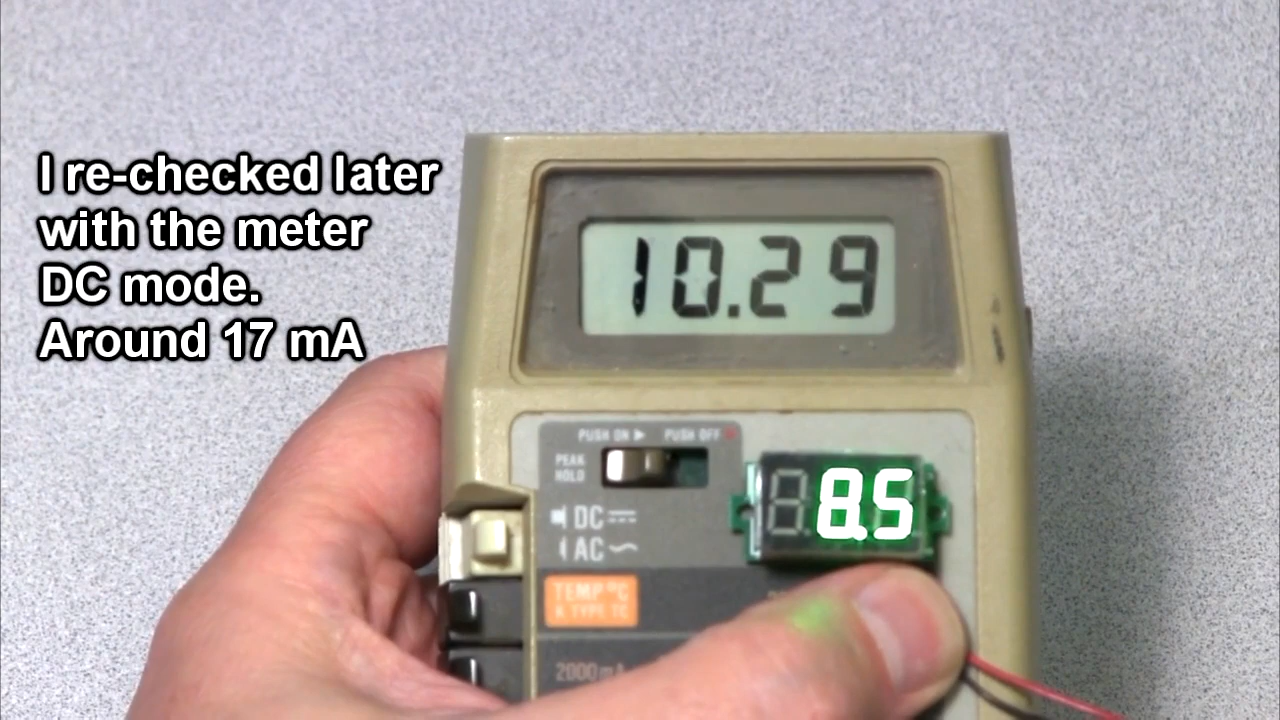 I re-checked later
with the meter
DC mode.
Around 17 mA
10.29
PUSH ON ▶ PUSH OFF
PEAK
HOLD
8.5
DC
AC
TEMP °C
K TYPE TC
2000mA